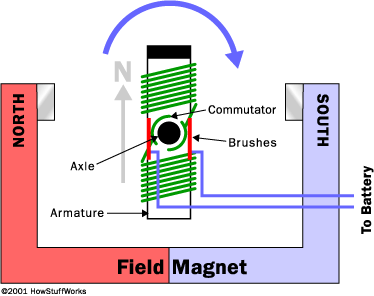 N
Commutator
NORTH
SOUTH
Brushes
Axle
To Battery
Armature
Field Magnet
©2001 HowStuffWorks